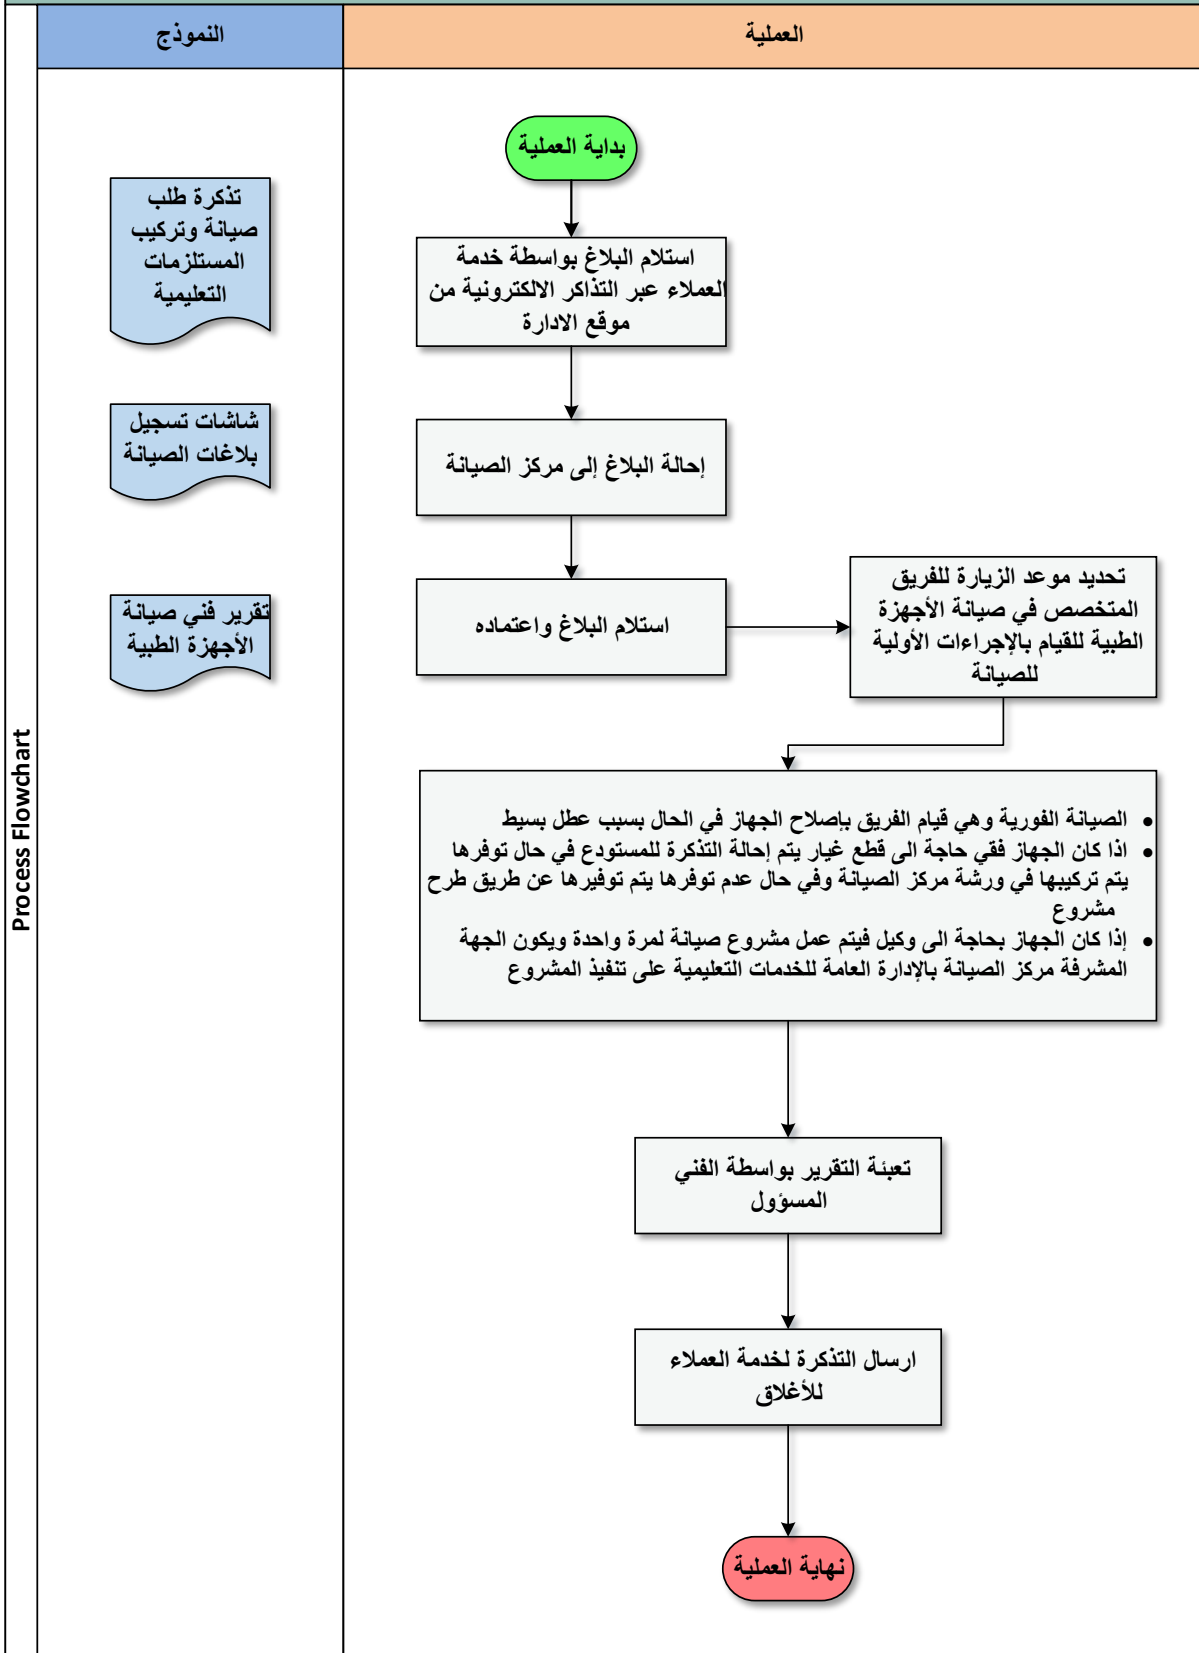 العملية
النموذج
بداية العملية
استلام البلاغ بواسطة خدمة
العملاء عبر التذاكر الالكترونية من
موقع الادارة
إحالة البلاغ إلى مركز الصيانة
استلام البلاغ واعتماده
تحديد موعد الزيارة للفريق
المتخصص في صيانة الأجهزة
الطبية للقيام بالإجراءات الأولية
للصيانة
• الصيانة الفورية وهي قيام الفريق بإصلاح الجهاز في الحال بسبب عطل بسيط
• اذا كان الجهاز فقي حاجة الى قطع غيار يتم إحالة التذكرة للمستودع في حال توفرها
يتم تركيبها في ورشة مركز الصيانة وفي حال عدم توفرها يتم توفيرها عن طريق طرح
مشروع
• إذا كان الجهاز بحاجة الى وكيل فيتم عمل مشروع صيانة لمرة واحدة ويكون الجهة
المشرفة مركز الصيانة بالإدارة العامة للخدمات التعليمية على تنفيذ المشروع
تعبئة التقرير بواسطة الفني
المسؤول
ارسال التذكرة لخدمة العملاء
للأغلاق
نهاية العملية
تذكرة طلب
صيانة وتركيب
المستلزمات
التعليمية
شاشات تسجيل
بلاغات الصيانة
تقرير فني صيانة
الأجهزة الطبية
Process Flowchart